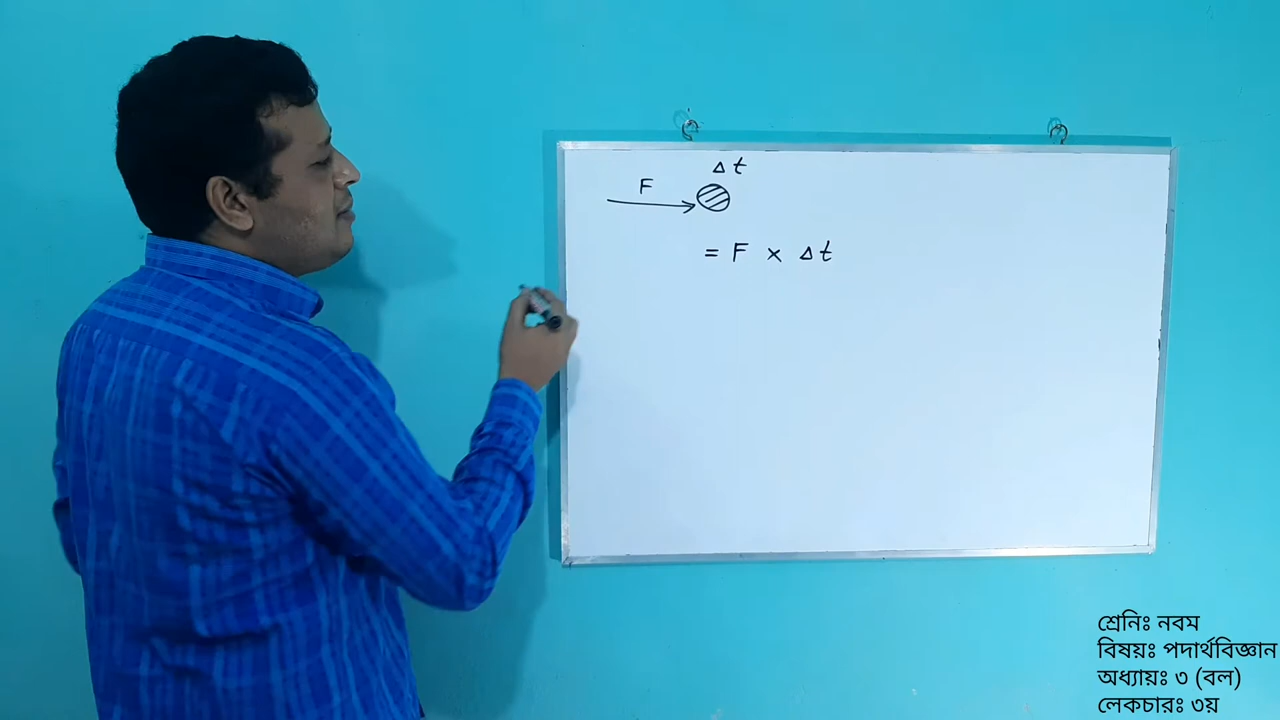 Δt
F
= F × Δt
শ্রেনিঃ নবম
বিষয়ঃ পদার্থবিজ্ঞান
অধ্যায়ঃ ৩ (বল)
লেকচারঃ ৩য়